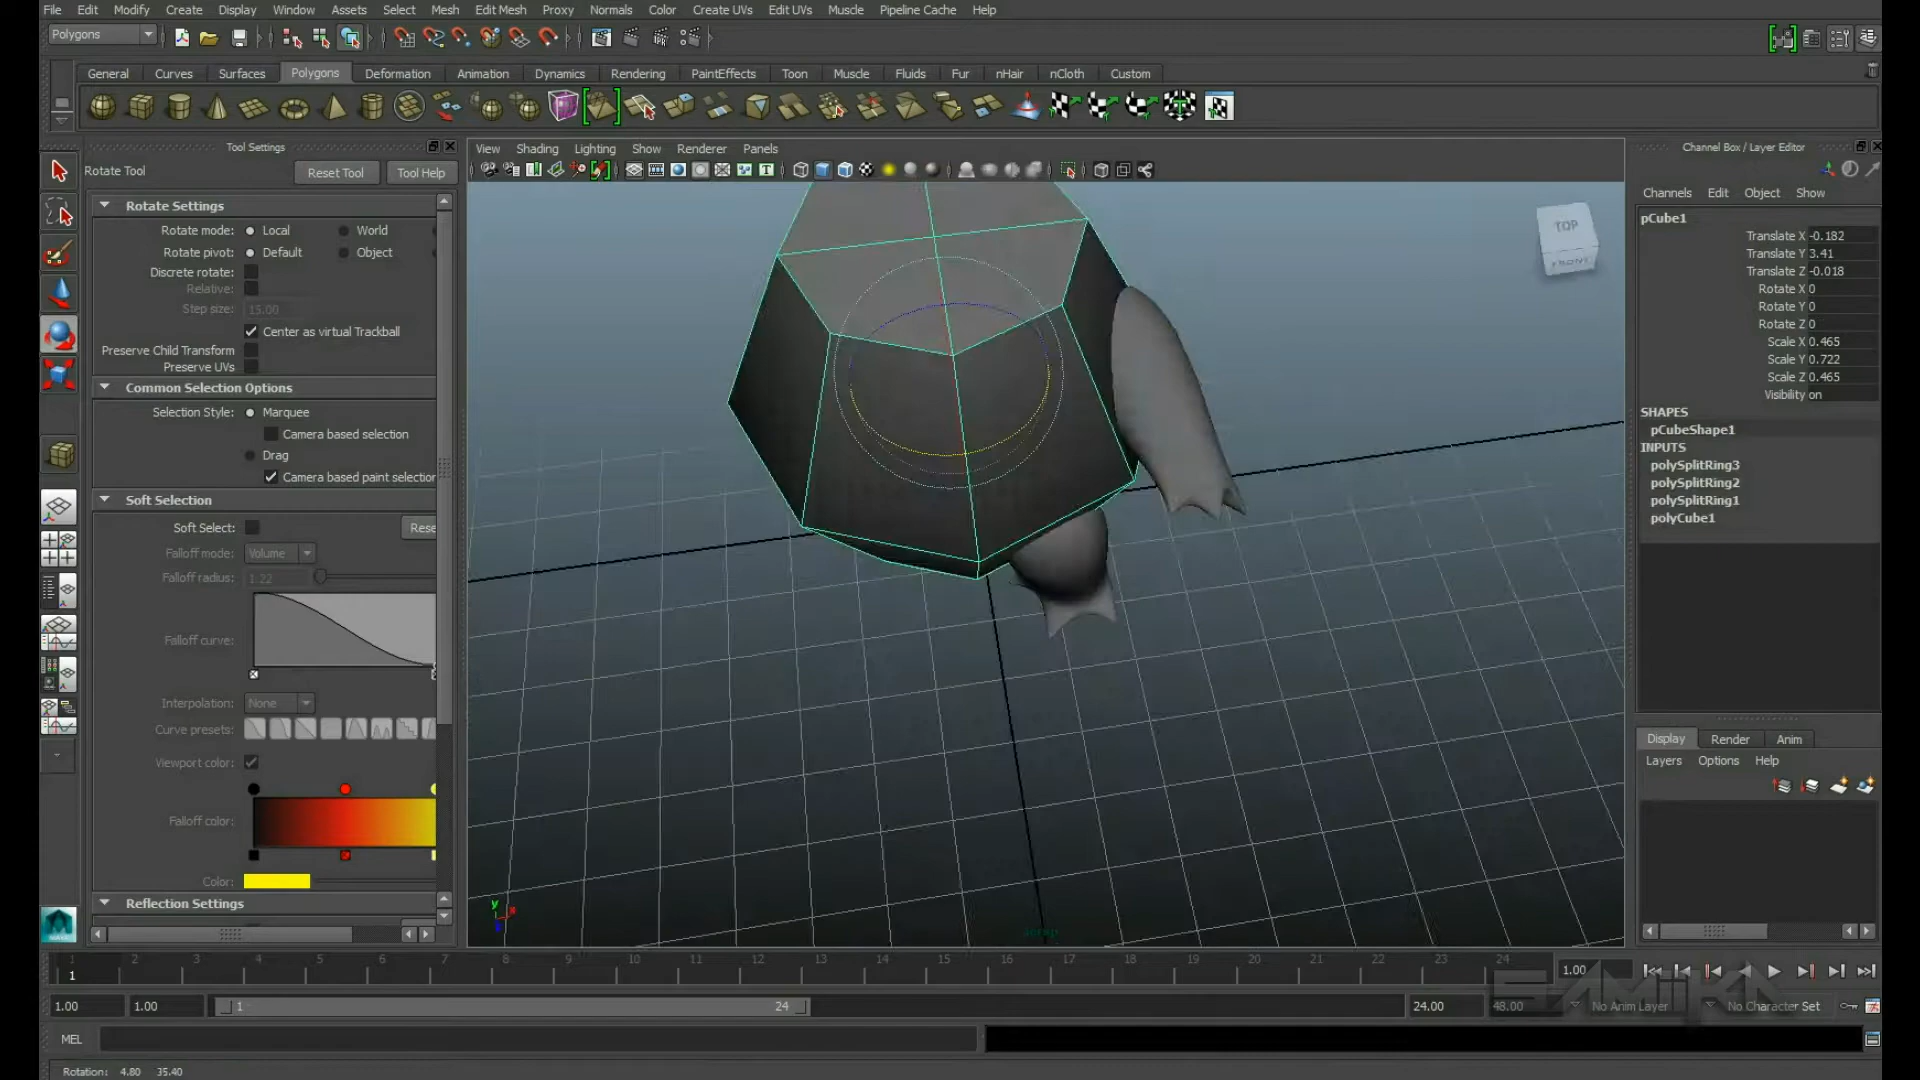 File Edit Modify Create Display Window Assets Select Mesh Edit Mesh Proxy Normals Color Create UVs Edit UVs Muscle Pipeline Cache Help
Polygons
General Curves Surfaces Polygons Deformation Animation Dynamics Rendering PaintEffects Toon Muscle Fluids Fur nHair nCloth Custom
Tool Settings
Rotate Tool Reset Tool Tool Help
Rotate Settings
Rotate mode: Local World
Rotate pivot: Default Object
Discrete rotate:
Relative:
Step size: 15.00
Center as virtual Trackball
Preserve Child Transform
Preserve UVs
Common Selection Options
Selection Style: Marquee
Camera based selection
Drag
Camera based paint selection
Soft Selection
Soft Select: Rese
Falloff mode: Volume
Falloff radius: 1.22
Falloff curve:
Interpolation: None
Curve presets:
Viewport color:
Falloff color:
Color:
Reflection Settings
View Shading Lighting Show Renderer Panels
TOP
FRONT
y
persp
Channel Box / Layer Editor
Channels Edit Object Show
pCube1
Translate X -0.182
Translate Y 3.41
Translate Z -0.018
Rotate X 0
Rotate Y 0
Rotate Z 0
Scale X 0.465
Scale Y 0.722
Scale Z 0.465
Visibility on
SHAPES
pCubeShape1
INPUTS
polySplitRing3
polySplitRing2
polySplitRing1
polyCube1
Display Render Anim
Layers Options Help
1 2 3 4 5 6 7 8 9 10 11 12 13 14 15 16 17 18 19 20 21 22 23 24
1
1.00
1.00 1.00 1 24 24.00 48.00 No Anim Layer No Character Set
SAMIIKA
MEL
Rotation: 4.80 35.40